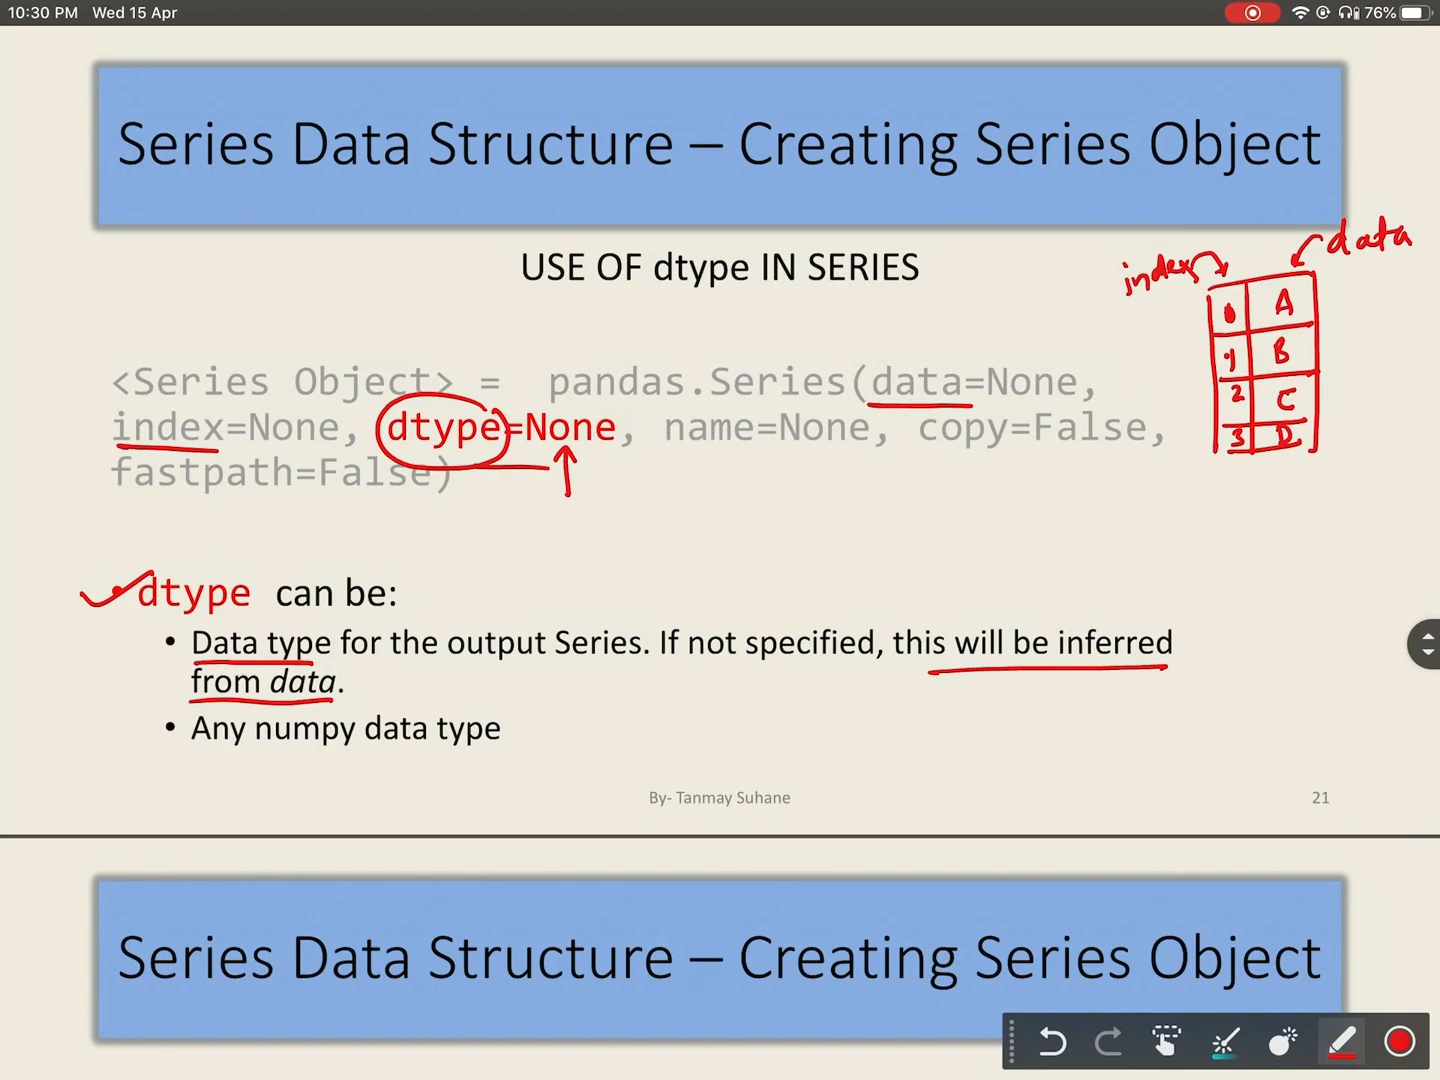 10:30 PM Wed 15 Apr 76%
Series Data Structure – Creating Series Object
USE OF dtype IN SERIES
index data
0 A
1 B
2 C
3 D
<Series Object> = pandas.Series(data=None,
index=None, dtype=None, name=None, copy=False,
fastpath=False)
• dtype can be:
• Data type for the output Series. If not specified, this will be inferred
from data.
• Any numpy data type
By- Tanmay Suhane 21
Series Data Structure – Creating Series Object